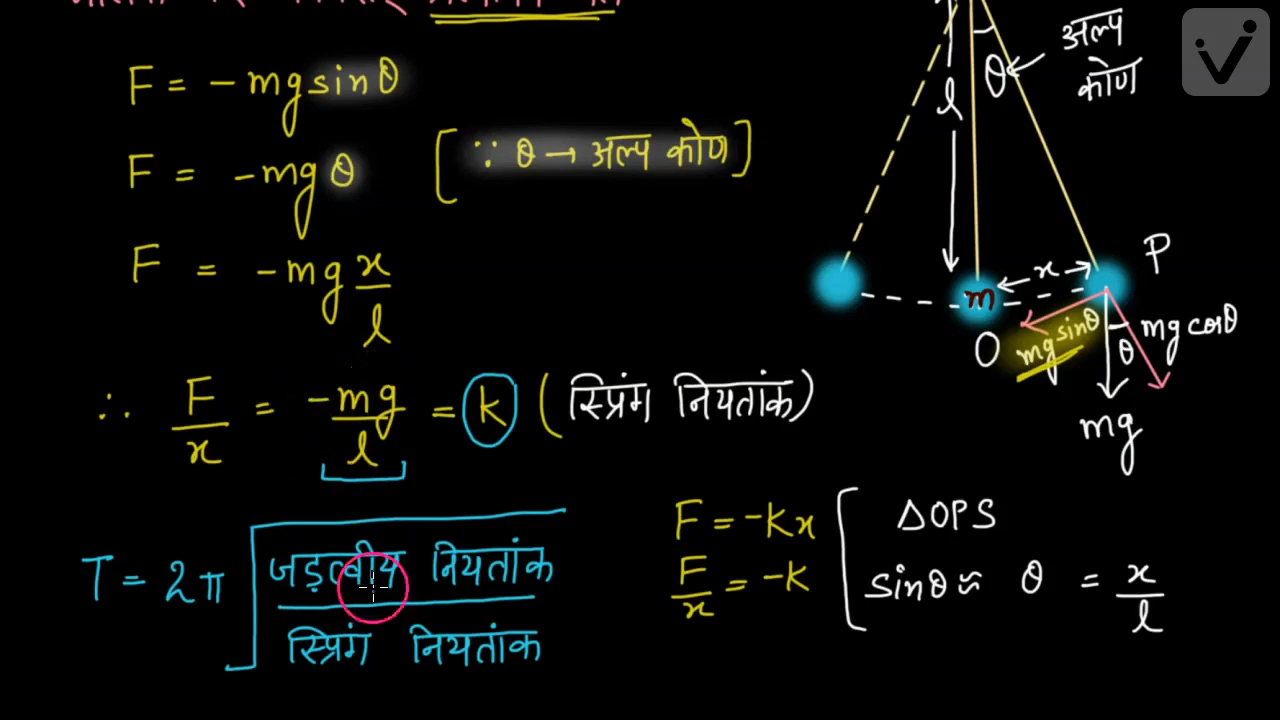 F = -mg sinθ
F = -mg θ [∵ θ → अल्प कोण]
F = -mg x/l
∴ F/x = -mg/l = k (स्प्रिंग नियतांक)
T = 2π √(जड़त्वीय नियतांक / स्प्रिंग नियतांक)
F = -Kx
F/x = -K
ΔOPS
sinθ ≈ θ = x/l
l
θ
अल्प
कोण
P
x
m
O
mg sinθ
θ
mg cosθ
mg